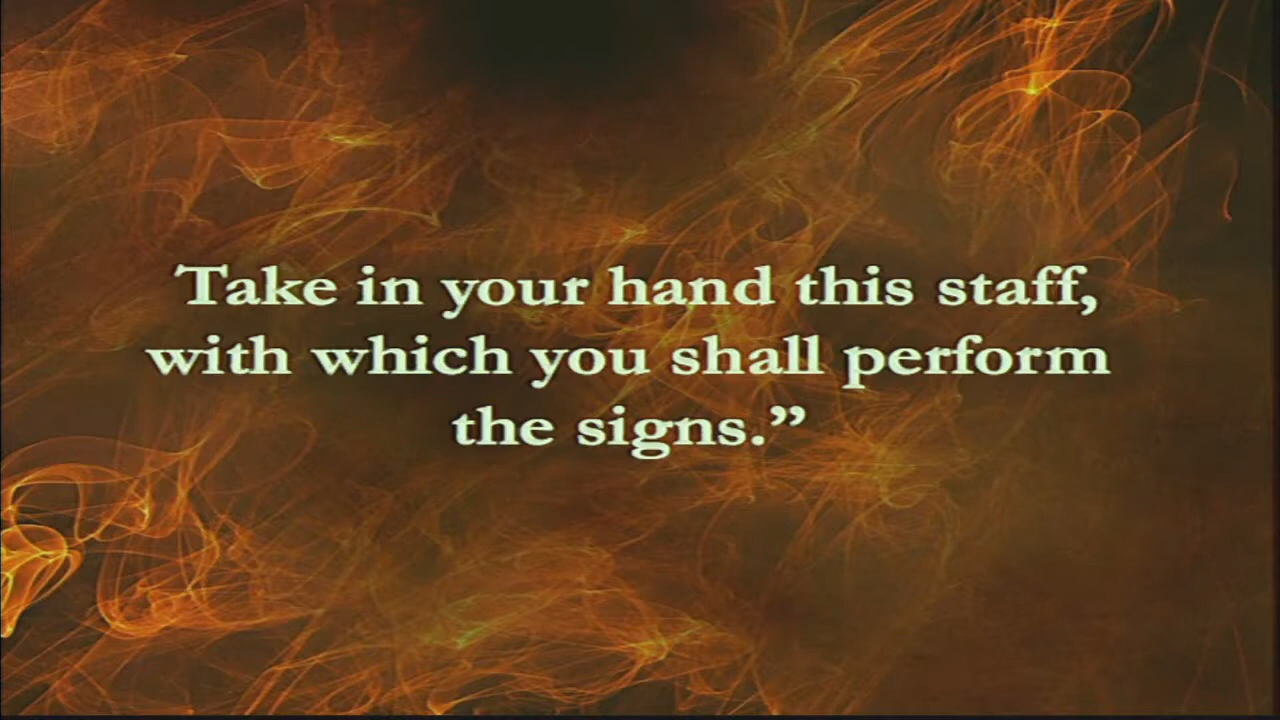 Take in your hand this staff,
with which you shall perform
the signs.”